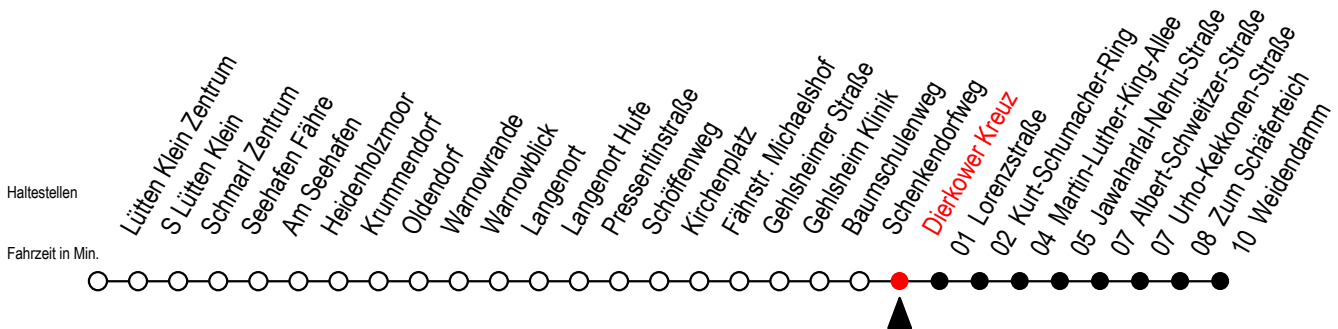 Haltestellen
Fahrzeit in Min.
Lütten Klein Zentrum
S Lütten Klein
Schmarl Zentrum
Seehafen Fähre
Am Seehafen
Heidenholzmoor
Krummendorf
Oldendorf
Warnowrande
Warnowblick
Langenort
Langenort Hufe
Pressentinstraße
Schöffenweg
Kirchenplatz
Fährstr. Michaelshof
Gehlsheimer Straße
Gehlsheim Klinik
Baumschulenweg
Schenkendorfweg
Dierkower Kreuz
01 Lorenzstraße
02 Kurt-Schumacher-Ring
04 Martin-Luther-King-Allee
05 Jawaharlal-Nehru-Straße
07 Albert-Schweitzer-Straße
07 Urho-Kekkonen-Straße
08 Zum Schäferteich
10 Weidendamm